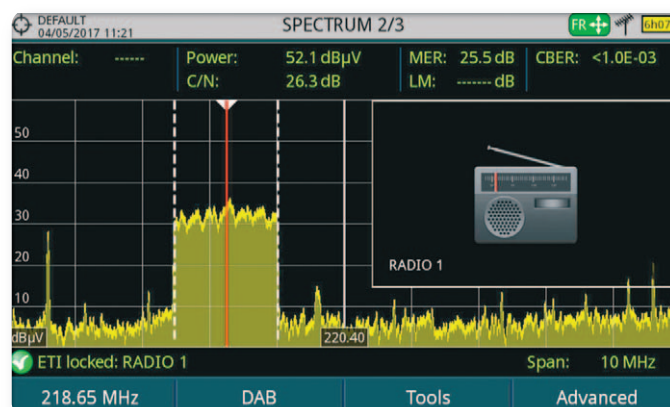 DEFAULT
04/05/2017 11:21
SPECTRUM 2/3
FR
6h07
Channel: ------
Power: 52.1 dBµV
MER: 25.5 dB
CBER: <1.0E-03
C/N: 26.3 dB
LM: ------- dB
50
40
30
20
10
dBµV
220.40
RADIO 1
ETI locked: RADIO 1
Span: 10 MHz
218.65 MHz
DAB
Tools
Advanced